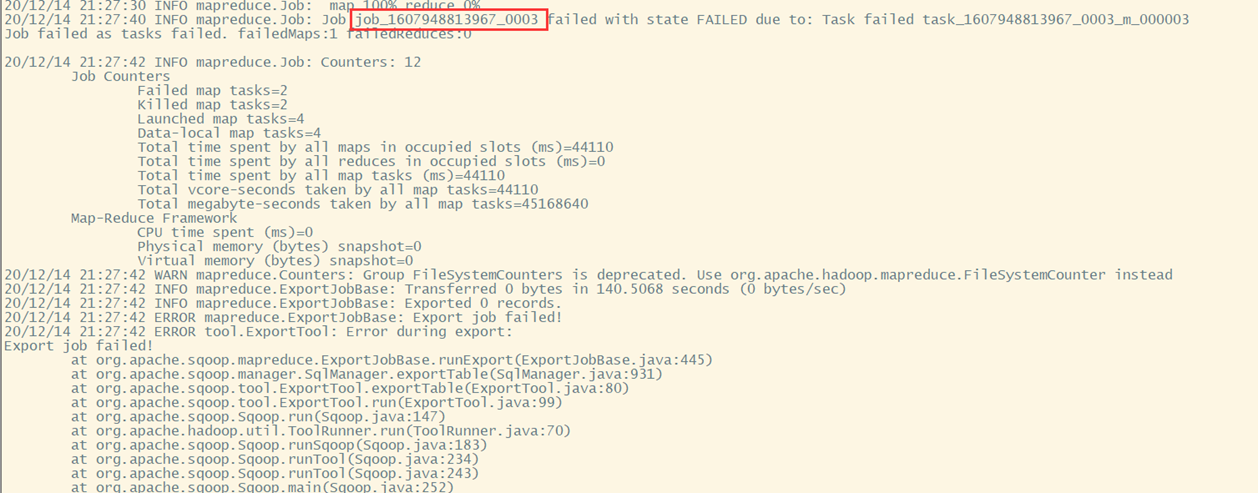 20/12/14 21:27:30 INFO mapreduce.Job:  map 100% reduce 0%
20/12/14 21:27:40 INFO mapreduce.Job: Job job_1607948813967_0003 failed with state FAILED due to: Task failed task_1607948813967_0003_m_000003
Job failed as tasks failed. failedMaps:1 failedReduces:0
20/12/14 21:27:42 INFO mapreduce.Job: Counters: 12
Job Counters
Failed map tasks=2
Killed map tasks=2
Launched map tasks=4
Data-local map tasks=4
Total time spent by all maps in occupied slots (ms)=44110
Total time spent by all reduces in occupied slots (ms)=0
Total time spent by all map tasks (ms)=44110
Total vcore-seconds taken by all map tasks=44110
Total megabyte-seconds taken by all map tasks=45168640
Map-Reduce Framework
CPU time spent (ms)=0
Physical memory (bytes) snapshot=0
Virtual memory (bytes) snapshot=0
20/12/14 21:27:42 WARN mapreduce.Counters: Group FileSystemCounters is deprecated. Use org.apache.hadoop.mapreduce.FileSystemCounter instead
20/12/14 21:27:42 INFO mapreduce.ExportJobBase: Transferred 0 bytes in 140.5068 seconds (0 bytes/sec)
20/12/14 21:27:42 INFO mapreduce.ExportJobBase: Exported 0 records.
20/12/14 21:27:42 ERROR mapreduce.ExportJobBase: Export job failed!
20/12/14 21:27:42 ERROR tool.ExportTool: Error during export:
Export job failed!
at org.apache.sqoop.mapreduce.ExportJobBase.runExport(ExportJobBase.java:445)
at org.apache.sqoop.manager.SqlManager.exportTable(SqlManager.java:931)
at org.apache.sqoop.tool.ExportTool.exportTable(ExportTool.java:80)
at org.apache.sqoop.tool.ExportTool.run(ExportTool.java:99)
at org.apache.sqoop.Sqoop.run(Sqoop.java:147)
at org.apache.hadoop.util.ToolRunner.run(ToolRunner.java:70)
at org.apache.sqoop.Sqoop.runSqoop(Sqoop.java:183)
at org.apache.sqoop.Sqoop.runTool(Sqoop.java:234)
at org.apache.sqoop.Sqoop.runTool(Sqoop.java:243)
at org.apache.sqoop.Sqoop.main(Sqoop.java:252)